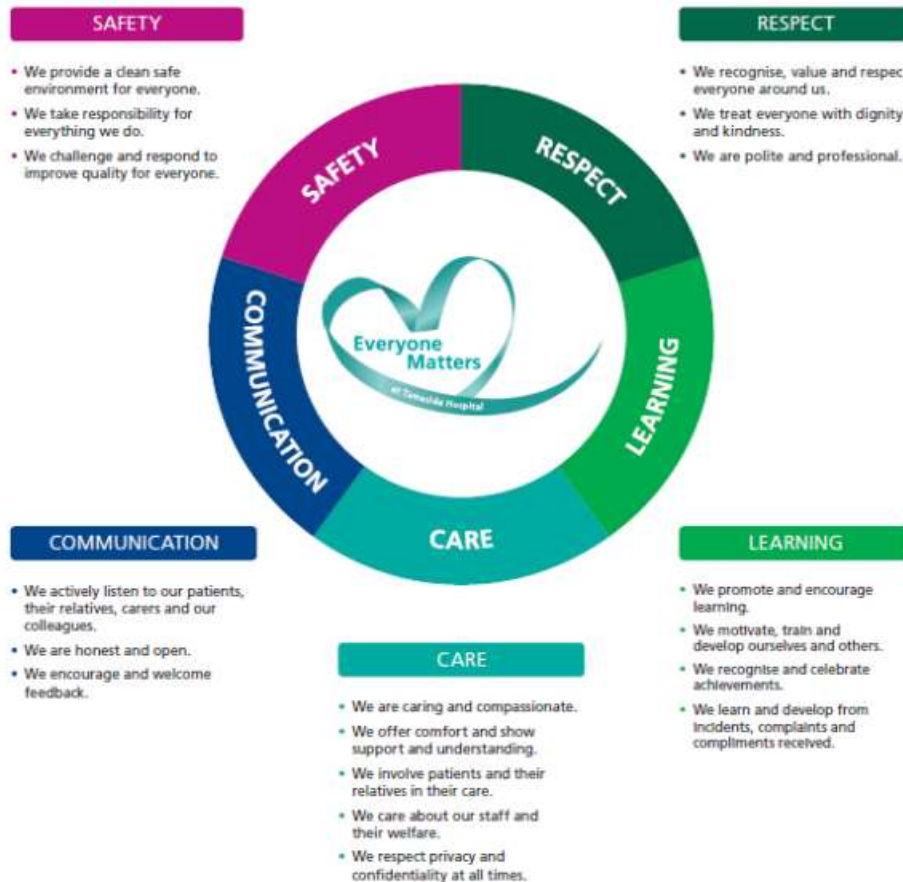 SAFETY
• We provide a clean safe
environment for everyone.
• We take responsibility for
everything we do.
• We challenge and respond to
improve quality for everyone.
RESPECT
• We recognise, value and respec
everyone around us.
• We treat everyone with dignity
and kindness.
• We are polite and professional.
SAFETY
RESPECT
COMMUNICATION
LEARNING
CARE
Everyone
Matters
at Tameside Hospital
COMMUNICATION
• We actively listen to our patients,
their relatives, carers and our
colleagues.
• We are honest and open.
• We encourage and welcome
feedback.
CARE
• We are caring and compassionate.
• We offer comfort and show
support and understanding.
• We involve patients and their
relatives in their care.
• We care about our staff and
their welfare.
• We respect privacy and
confidentiality at all times.
LEARNING
• We promote and encourage
learning.
• We motivate, train and
develop ourselves and others.
• We recognise and celebrate
achievements.
• We learn and develop from
incidents, complaints and
compliments received.